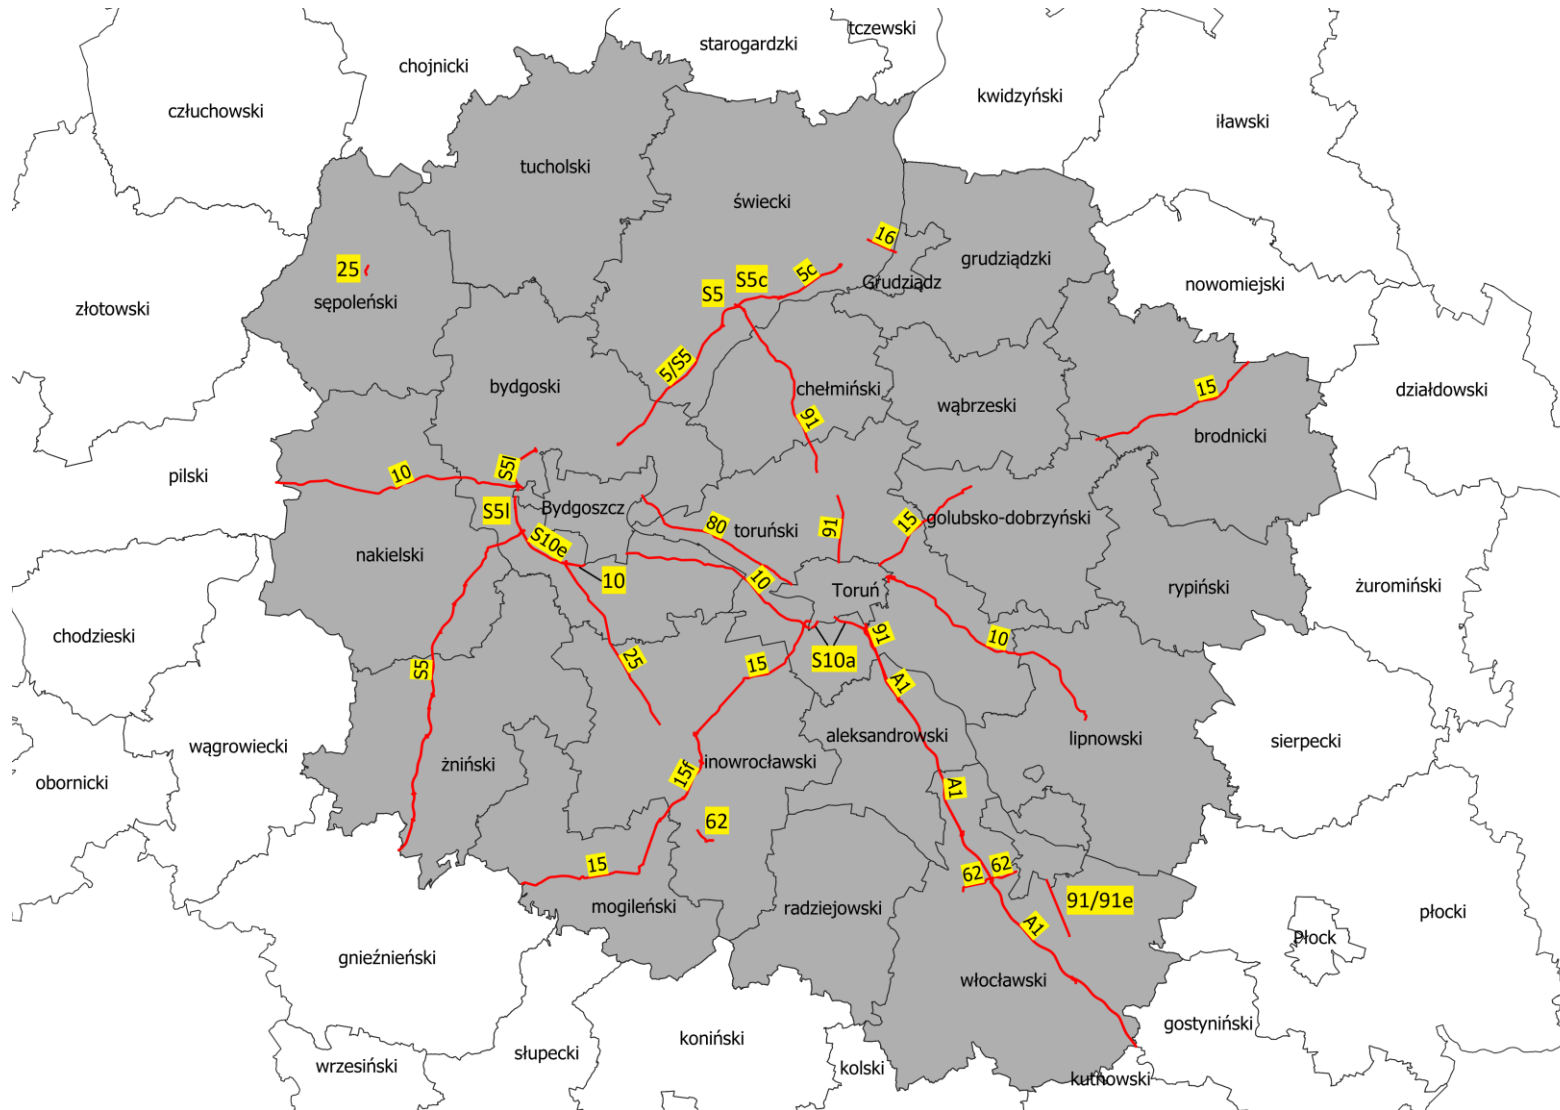 tczewski
starogardzki
chojnicki
kwidzyński
człuchowski
iławski
tucholski
świecki
16
grudziądzki
25
5c
S5c
Grudziądz
nowomiejski
S5
sępoleński
złotowski
5/S5
bydgoski
chełmiński
15
działdowski
wąbrzeski
91
brodnicki
S5l
10
pilski
S5l
Bydgoszcz
80
91
15
golubsko-dobrzyński
toruński
S10e
nakielski
10
10
Toruń
rypiński
żuromiński
chodzieski
91
10
25
15
S10a
S5
A1
aleksandrowski
lipnowski
sierpecki
wągrowiecki
żniński
inowrocławski
15f
obornicki
A1
62
15
62
62
91/91e
mogileński
radziejowski
płocki
A1
Płock
gnieźnieński
włocławski
gostyniński
koniński
słupecki
wrzesiński
kolski
kutnowski